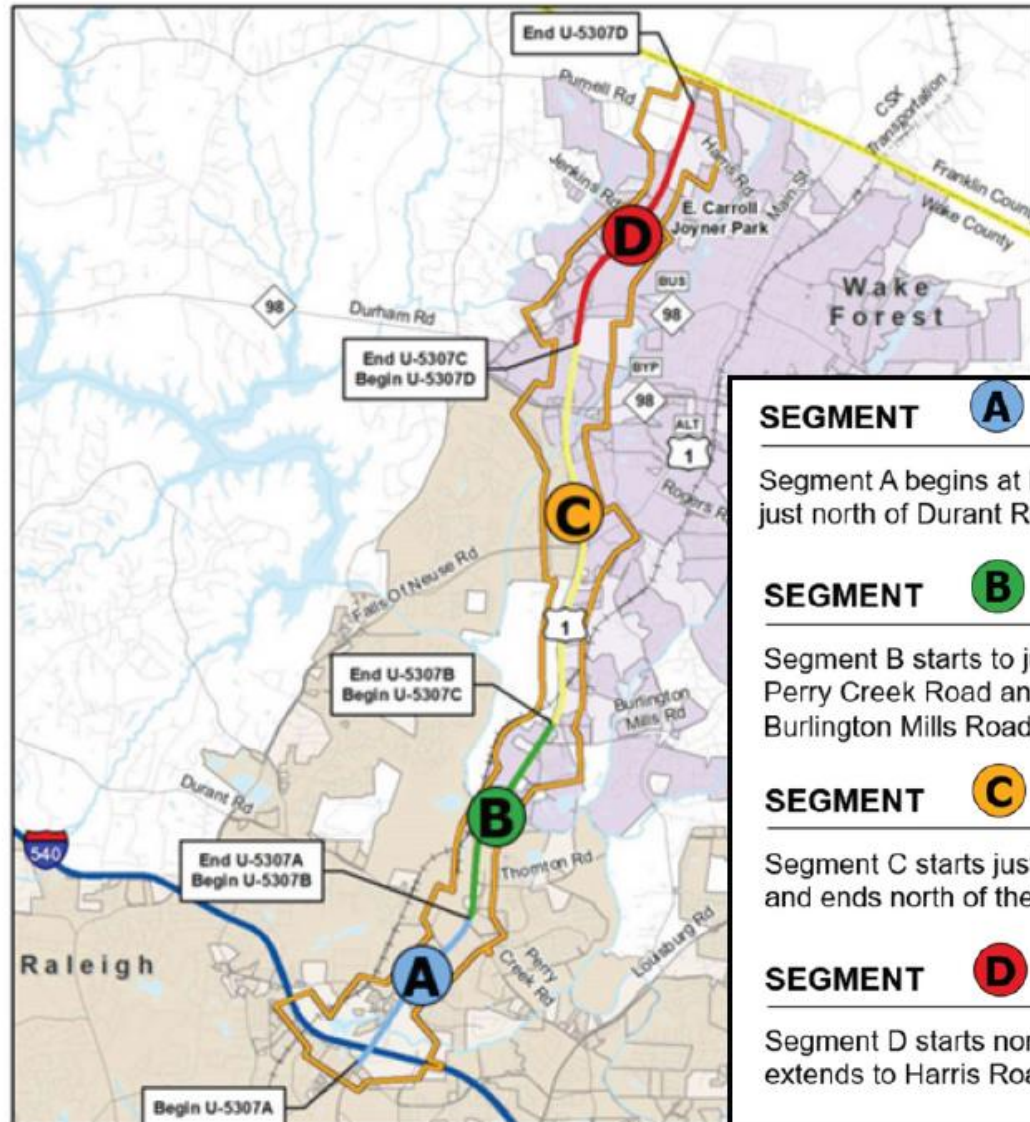 End U-5307D
Purnell Rd
CSX
Transportation
Harris Rd
Jenkins Rd
Main St
Franklin County
Wake County
E. Carroll
Joyner Park
D
BUS
98
98
Durham Rd
Wake
Forest
End U-5307C
Begin U-5307D
BYP
98
ALT
1
C
Rogers
Falls Of Neuse Rd
1
End U-5307B
Begin U-5307C
Burlington
Mills Rd
Durant Rd
B
540
End U-5307A
Begin U-5307B
Thornton Rd
Louisburg Rd
Raleigh
A
Perry
Creek Rd
Begin U-5307A
SEGMENT A
Segment A begins at
just north of Durant R
SEGMENT B
Segment B starts to j
Perry Creek Road an
Burlington Mills Road
SEGMENT C
Segment C starts jus
and ends north of the
SEGMENT D
Segment D starts nor
extends to Harris Roa